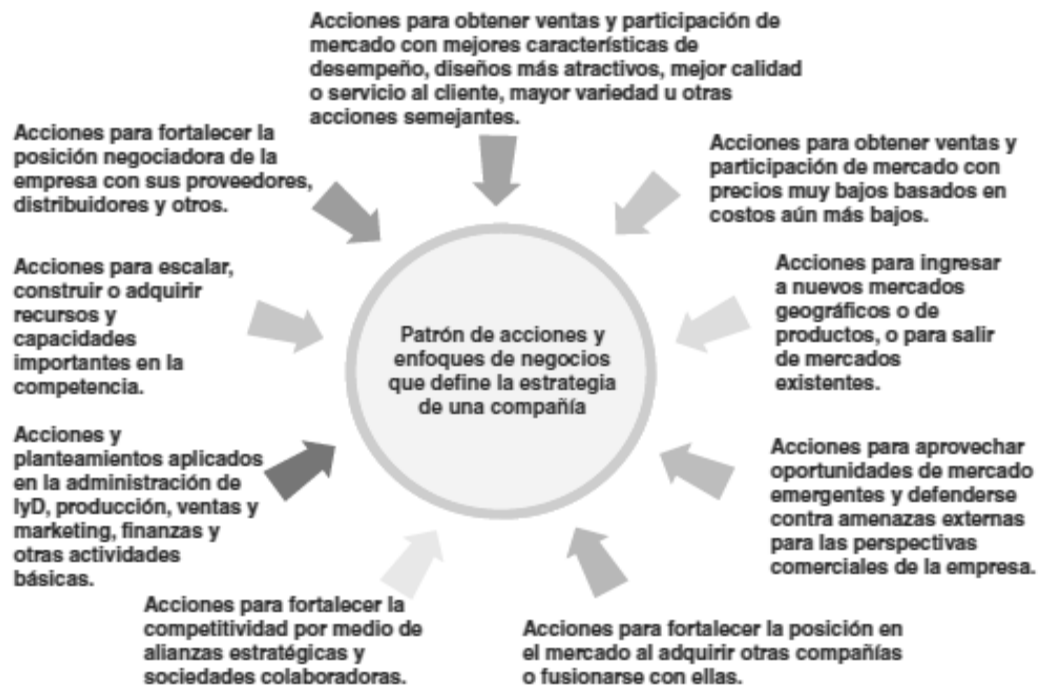 Acciones para obtener ventas y participación de
mercado con mejores características de
desempeño, diseños más atractivos, mejor calidad
o servicio al cliente, mayor variedad u otras
acciones semejantes.
Acciones para obtener ventas y
participación de mercado con
precios muy bajos basados en
costos aún más bajos.
Acciones para ingresar
a nuevos mercados
geográficos o de
productos, o para salir
de mercados
existentes.
Acciones para aprovechar
oportunidades de mercado
emergentes y defenderse
contra amenazas externas
para las perspectivas
comerciales de la empresa.
Acciones para fortalecer la posición en
el mercado al adquirir otras compañías
o fusionarse con ellas.
Acciones para fortalecer la
competitividad por medio de
alianzas estratégicas y
sociedades colaboradoras.
Acciones y
planteamientos aplicados
en la administración de
IyD, producción, ventas y
marketing, finanzas y
otras actividades
básicas.
Acciones para escalar,
construir o adquirir
recursos y
capacidades
importantes en la
competencia.
Acciones para fortalecer la
posición negociadora de la
empresa con sus proveedores,
distribuidores y otros.
Patrón de acciones y
enfoques de negocios
que define la estrategia
de una compañía